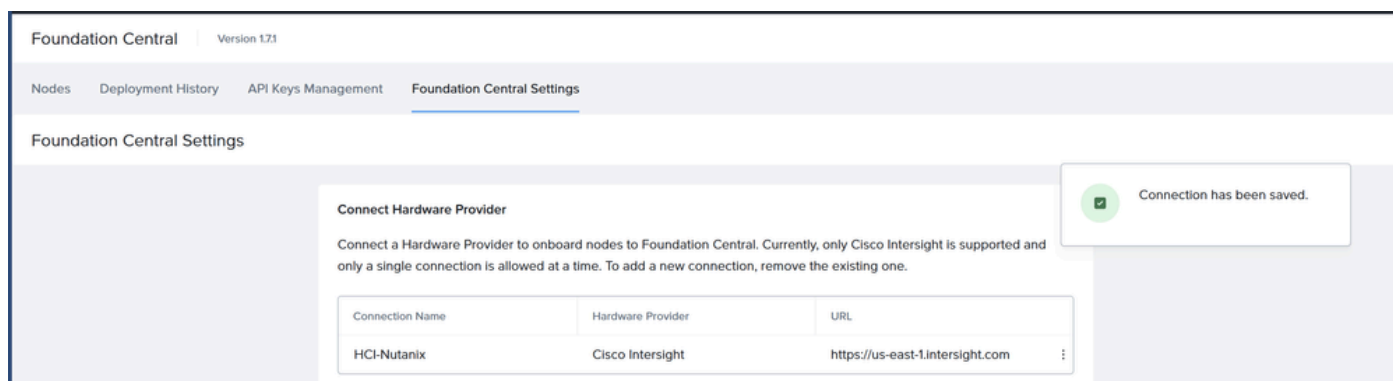 Foundation Central Version 1.7.1
Nodes Deployment History API Keys Management Foundation Central Settings
Foundation Central Settings
Connection has been saved.
Connect Hardware Provider
Connect a Hardware Provider to onboard nodes to Foundation Central. Currently, only Cisco Intersight is supported and
only a single connection is allowed at a time. To add a new connection, remove the existing one.
Connection Name Hardware Provider URL
HCI-Nutanix Cisco Intersight https://us-east-1.intersight.com